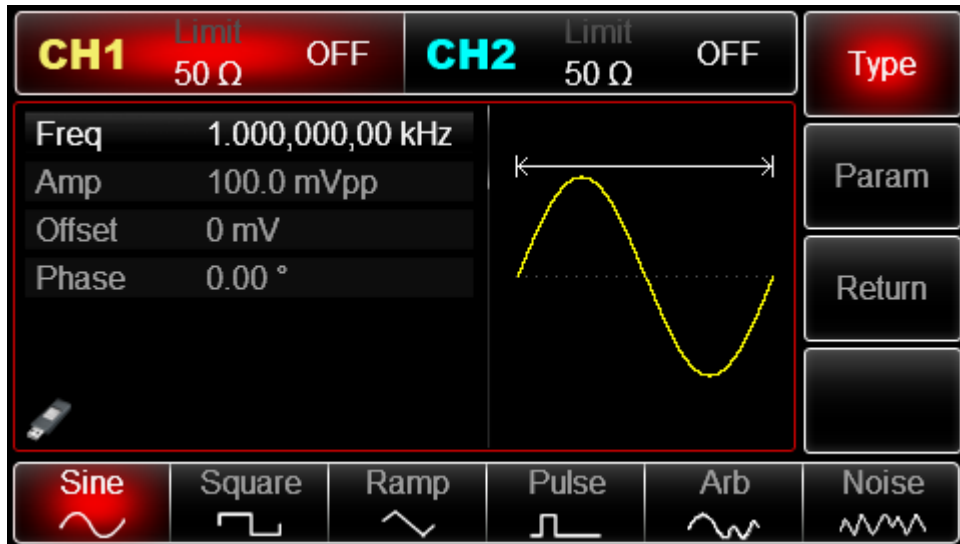 CH1 Limit 50 Ω OFF CH2 Limit 50 Ω OFF
Type
Freq 1.000,000,00 kHz
Amp 100.0 mVpp
Offset 0 mV
Phase 0.00 °
Param
Return
Sine Square Ramp Pulse Arb Noise